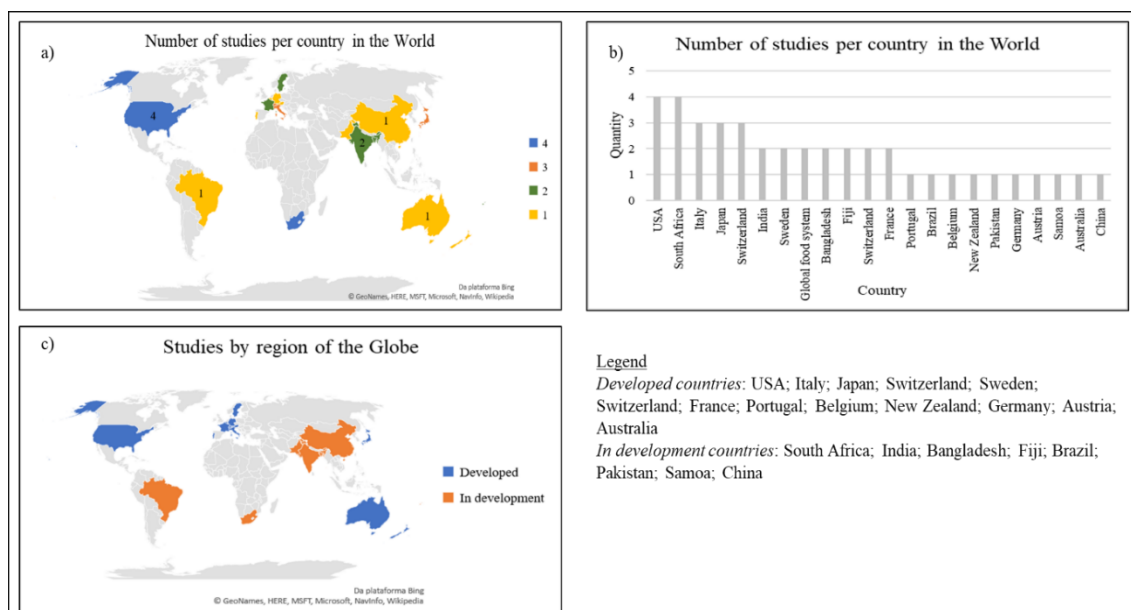 a)
Number of studies per country in the World
4
1
2
1
1
4
3
2
1
Da plataforma Bing
© GeoNames, HERE, MSFT, Microsoft, NavInfo, Wikipedia
b)
Number of studies per country in the World
Quantity
5
4
3
2
1
0
USA
South Africa
Italy
Japan
Switzerland
India
Sweden
Global food system
Bangladesh
Fiji
Switzerland
France
Portugal
Brazil
Belgium
New Zealand
Pakistan
Germany
Austria
Samoa
Australia
China
Country
c)
Studies by region of the Globe
Developed
In development
Da plataforma Bing
© GeoNames, HERE, MSFT, Microsoft, NavInfo, Wikipedia
Legend
Developed countries: USA; Italy; Japan; Switzerland; Sweden;
Switzerland; France; Portugal; Belgium; New Zealand; Germany; Austria;
Australia
In development countries: South Africa; India; Bangladesh; Fiji; Brazil;
Pakistan; Samoa; China